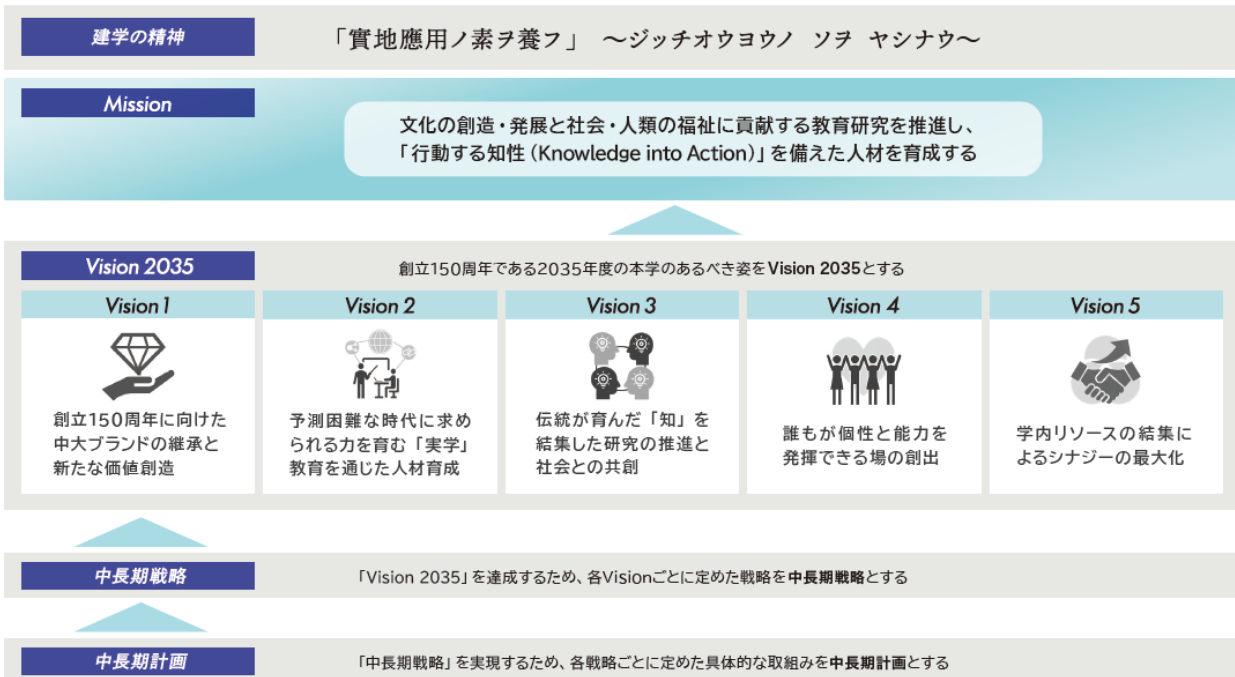 建学の精神
「實地應用ノ素ヲ養フ」 〜ジッチオウヨウノ ソヲ ヤシナウ〜
Mission
文化の創造・発展と社会・人類の福祉に貢献する教育研究を推進し、
「行動する知性(Knowledge into Action)」を備えた人材を育成する
Vision 2035
創立150周年である2035年度の本学のあるべき姿をVision 2035とする
Vision 1
創立150周年に向けた
中大ブランドの継承と
新たな価値創造
Vision 2
予測困難な時代に求め
られる力を育む「実学」
教育を通じた人材育成
Vision 3
伝統が育んだ「知」を
結集した研究の推進と
社会との共創
Vision 4
誰もが個性と能力を
発揮できる場の創出
Vision 5
学内リソースの結集に
よるシナジーの最大化
中長期戦略
「Vision 2035」を達成するため、各Visionごとに定めた戦略を中長期戦略とする
中長期計画
「中長期戦略」を実現するため、各戦略ごとに定めた具体的な取組みを中長期計画とする